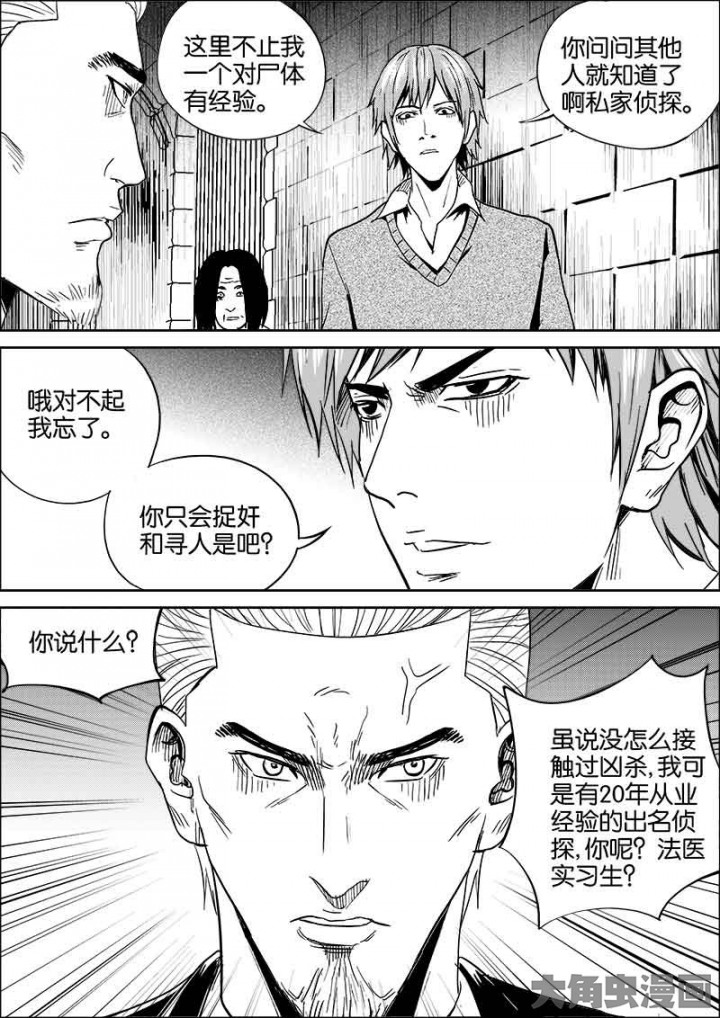 这里不止我
一个对尸体
有经验。
你问问其他
人就知道了
啊私家侦探。
哦对不起
我忘了。
你只会捉奸
和寻人是吧?
你说什么?
虽说没怎么接
触过凶杀,我可
是有20年从业
经验的出名侦
探,你呢?法医
实习生?
大角虫漫画